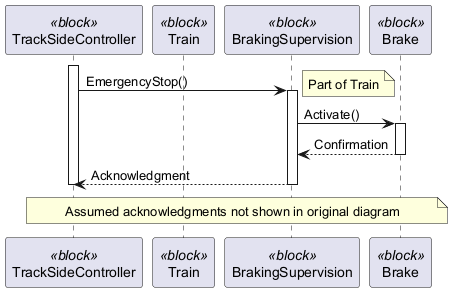 «block» «block» «block» «block»
TrackSideController Train BrakingSupervision Brake
EmergencyStop()
Part of Train
Activate()
Confirmation
Acknowledgment
Assumed acknowledgments not shown in original diagram
«block» «block» «block» «block»
TrackSideController Train BrakingSupervision Brake